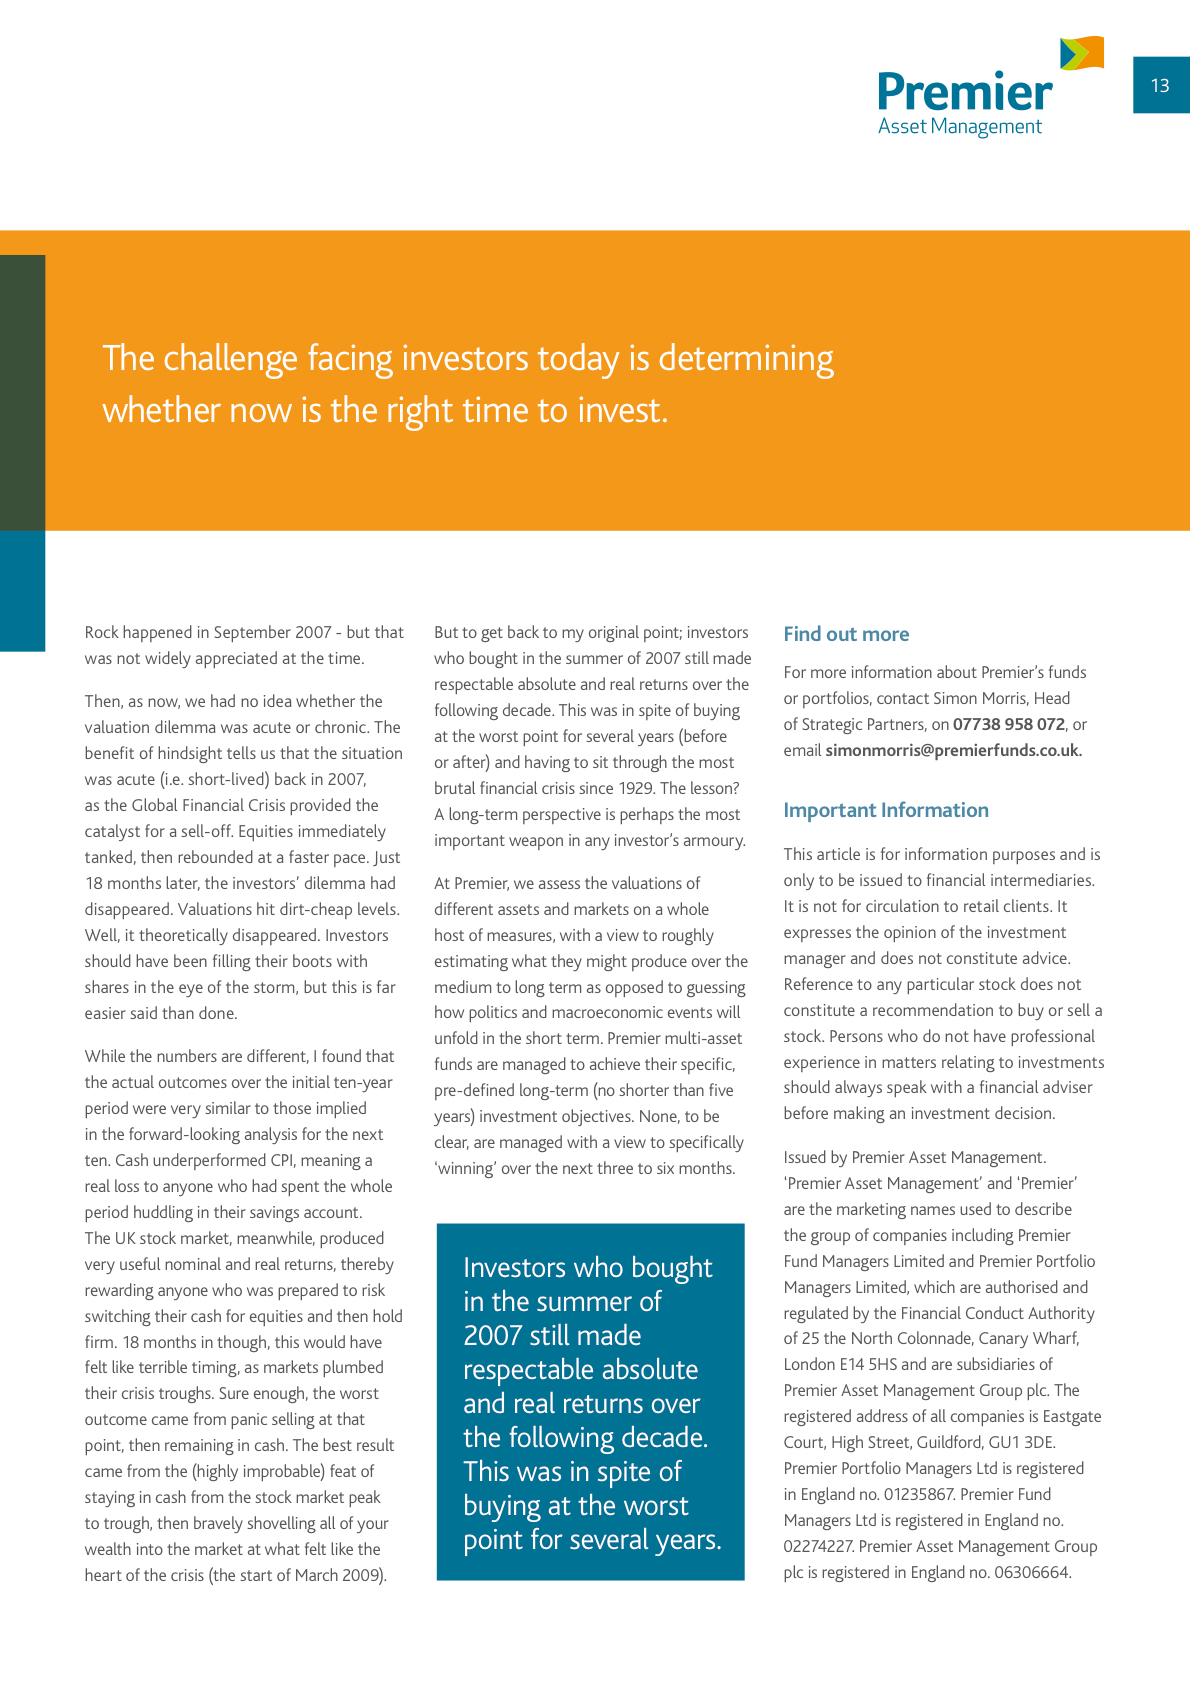 Premier
Asset Management
13
The challenge facing investors today is determining
whether now is the right time to invest.
Rock happened in September 2007 - but that
was not widely appreciated at the time.
Then, as now, we had no idea whether the
valuation dilemma was acute or chronic. The
benefit of hindsight tells us that the situation
was acute (i.e. short-lived) back in 2007,
as the Global Financial Crisis provided the
catalyst for a sell-off. Equities immediately
tanked, then rebounded at a faster pace. Just
18 months later, the investors’ dilemma had
disappeared. Valuations hit dirt-cheap levels.
Well, it theoretically disappeared. Investors
should have been filling their boots with
shares in the eye of the storm, but this is far
easier said than done.
While the numbers are different, I found that
the actual outcomes over the initial ten-year
period were very similar to those implied
in the forward-looking analysis for the next
ten. Cash underperformed CPI, meaning a
real loss to anyone who had spent the whole
period huddling in their savings account.
The UK stock market, meanwhile, produced
very useful nominal and real returns, thereby
rewarding anyone who was prepared to risk
switching their cash for equities and then hold
firm. 18 months in though, this would have
felt like terrible timing, as markets plumbed
their crisis troughs. Sure enough, the worst
outcome came from panic selling at that
point, then remaining in cash. The best result
came from the (highly improbable) feat of
staying in cash from the stock market peak
to trough, then bravely shovelling all of your
wealth into the market at what felt like the
heart of the crisis (the start of March 2009).
But to get back to my original point; investors
who bought in the summer of 2007 still made
respectable absolute and real returns over the
following decade. This was in spite of buying
at the worst point for several years (before
or after) and having to sit through the most
brutal financial crisis since 1929. The lesson?
A long-term perspective is perhaps the most
important weapon in any investor’s armoury.
At Premier, we assess the valuations of
different assets and markets on a whole
host of measures, with a view to roughly
estimating what they might produce over the
medium to long term as opposed to guessing
how politics and macroeconomic events will
unfold in the short term. Premier multi-asset
funds are managed to achieve their specific,
pre-defined long-term (no shorter than five
years) investment objectives. None, to be
clear, are managed with a view to specifically
‘winning’ over the next three to six months.
Investors who bought
in the summer of
2007 still made
respectable absolute
and real returns over
the following decade.
This was in spite of
buying at the worst
point for several years.
Find out more
For more information about Premier’s funds
or portfolios, contact Simon Morris, Head
of Strategic Partners, on 07738 958 072, or
email simonmorris@premierfunds.co.uk.
Important Information
This article is for information purposes and is
only to be issued to financial intermediaries.
It is not for circulation to retail clients. It
expresses the opinion of the investment
manager and does not constitute advice.
Reference to any particular stock does not
constitute a recommendation to buy or sell a
stock. Persons who do not have professional
experience in matters relating to investments
should always speak with a financial adviser
before making an investment decision.
Issued by Premier Asset Management.
‘Premier Asset Management’ and ‘Premier’
are the marketing names used to describe
the group of companies including Premier
Fund Managers Limited and Premier Portfolio
Managers Limited, which are authorised and
regulated by the Financial Conduct Authority
of 25 the North Colonnade, Canary Wharf,
London E14 5HS and are subsidiaries of
Premier Asset Management Group plc. The
registered address of all companies is Eastgate
Court, High Street, Guildford, GU1 3DE.
Premier Portfolio Managers Ltd is registered
in England no. 01235867. Premier Fund
Managers Ltd is registered in England no.
02274227. Premier Asset Management Group
plc is registered in England no. 06306664.